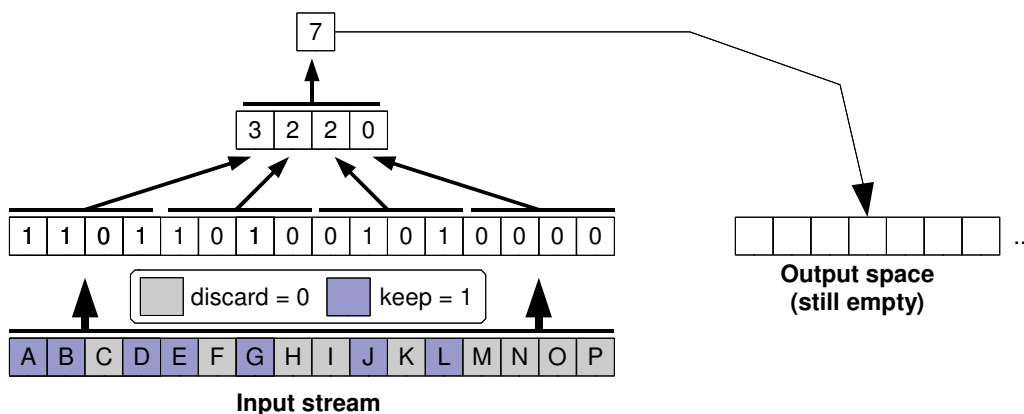 7
3 2 2 0
1 1 0 1 1 0 1 0 0 1 0 1 0 0 0 0
...
discard = 0 keep = 1
Output space
(still empty)
A B C D E F G H I J K L M N O P
Input stream